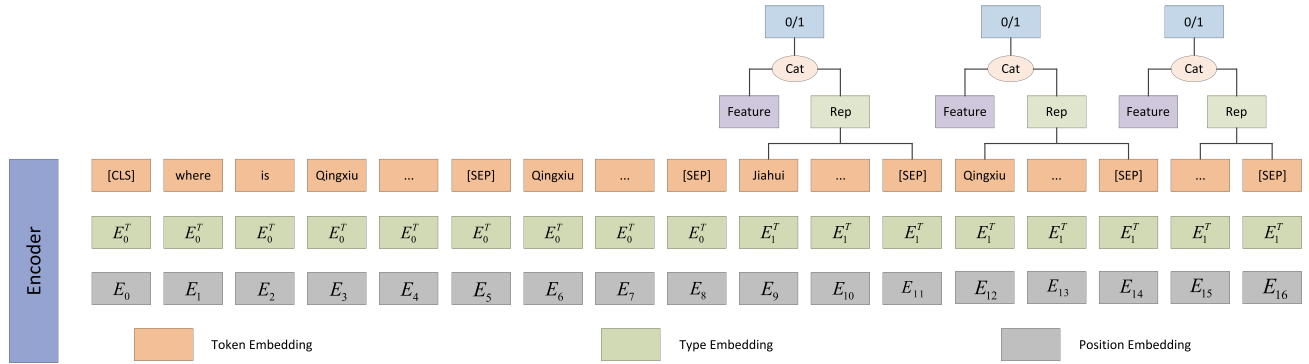 0/1 0/1 0/1
Cat Cat Cat
Feature Rep Feature Rep Feature Rep
Encoder
[CLS] where is Qingxiu ... [SEP] Qingxiu ... [SEP] Jiahui ... [SEP] Qingxiu ... [SEP] ... [SEP]
E_0^T E_0^T E_0^T E_0^T E_0^T E_0^T E_0^T E_0^T E_0^T E_1^T E_1^T E_1^T E_1^T E_1^T E_1^T E_1^T E_1^T
E_0 E_1 E_2 E_3 E_4 E_5 E_6 E_7 E_8 E_9 E_10 E_11 E_12 E_13 E_14 E_15 E_16
Token Embedding Type Embedding Position Embedding